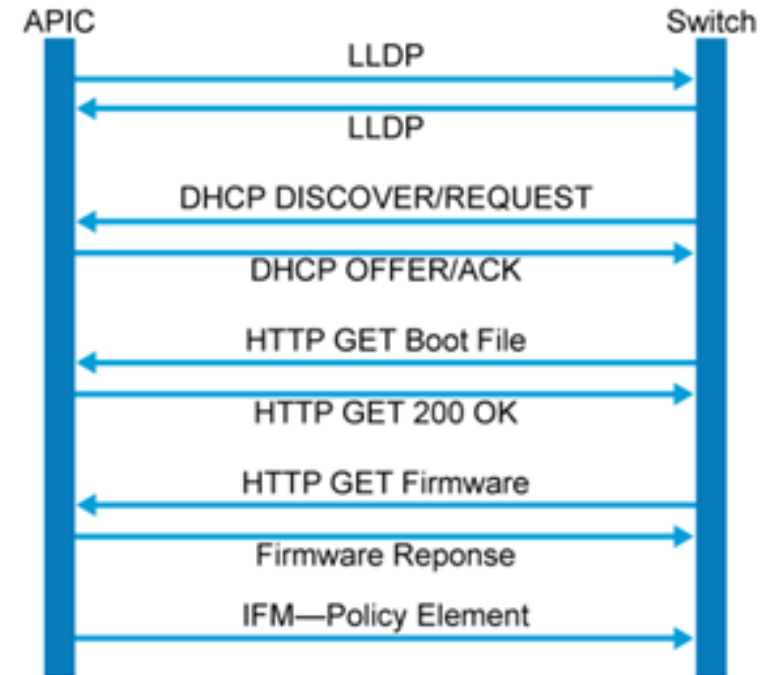 APIC
Switch
LLDP
LLDP
DHCP DISCOVER/REQUEST
DHCP OFFER/ACK
HTTP GET Boot File
HTTP GET 200 OK
HTTP GET Firmware
Firmware Reponse
IFM—Policy Element